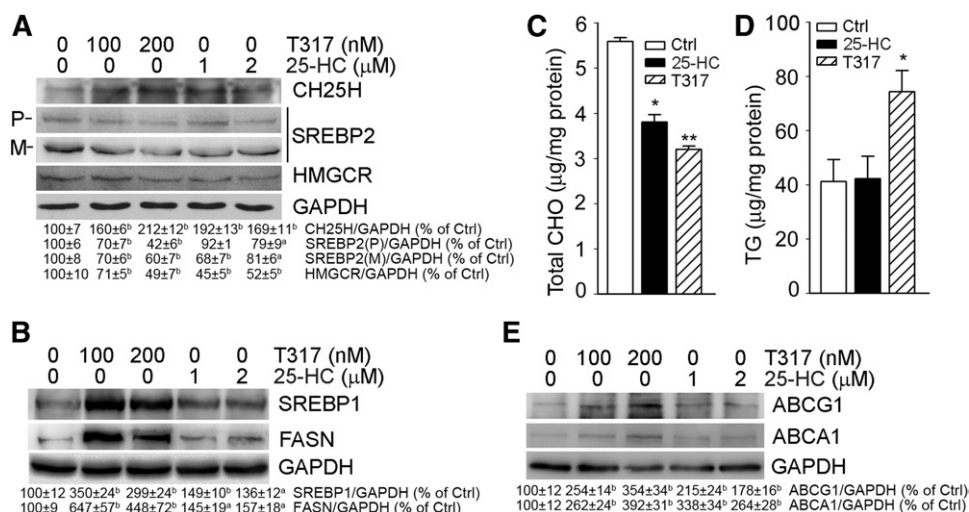 A
0 100 200 0 0 T317 (nM)
0 0 0 1 2 25-HC (μM)
CH25H
P-
SREBP2
M-
HMGCR
GAPDH
100±7 160±6ᵇ 212±12ᵇ 192±13ᵇ 169±11ᵇ CH25H/GAPDH (% of Ctrl)
100±6 70±7ᵇ 42±6ᵇ 92±1 79±9ᵃ SREBP2(P)/GAPDH (% of Ctrl)
100±8 70±6ᵇ 60±7ᵇ 68±7ᵇ 81±6ᵃ SREBP2(M)/GAPDH (% of Ctrl)
100±10 71±5ᵇ 49±7ᵇ 45±5ᵇ 52±5ᵇ HMGCR/GAPDH (% of Ctrl)
C
Total CHO (μg/mg protein)
6
5
4
3
2
1
0
Ctrl
25-HC
T317
*
**
D
TG (μg/mg protein)
100
80
60
40
20
0
Ctrl
25-HC
T317
*
B
0 100 200 0 0 T317 (nM)
0 0 0 1 2 25-HC (μM)
SREBP1
FASN
GAPDH
100±12 350±24ᵇ 299±24ᵇ 149±10ᵇ 136±12ᵃ SREBP1/GAPDH (% of Ctrl)
100±9 647±57ᵇ 448±72ᵇ 145±19ᵃ 157±18ᵃ FASN/GAPDH (% of Ctrl)
E
0 100 200 0 0 T317 (nM)
0 0 0 1 2 25-HC (μM)
ABCG1
ABCA1
GAPDH
100±12 254±14ᵇ 354±34ᵇ 215±24ᵇ 178±16ᵇ ABCG1/GAPDH (% of Ctrl)
100±12 262±24ᵇ 392±31ᵇ 338±34ᵇ 264±28ᵇ ABCA1/GAPDH (% of Ctrl)